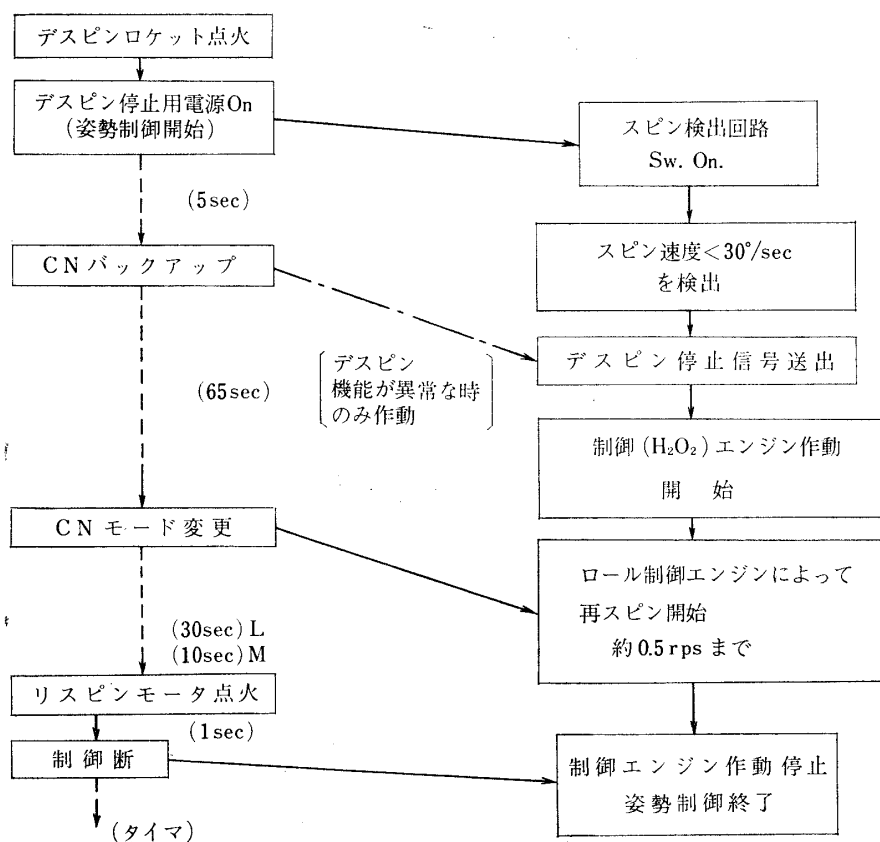 デスピンロケット点火
デスピン停止用電源On
(姿勢制御開始)
(5sec)
CNバックアップ
(65sec)
CNモード変更
(30sec)L
(10sec)M
リスピンモータ点火
(1sec)
制御断
(タイマ)
デスピン
機能が異常な時
のみ作動
スピン検出回路
Sw. On.
スピン速度<30°/sec
を検出
デスピン停止信号送出
制御(H₂O₂)エンジン作動
開 始
ロール制御エンジンによって
再スピン開始
約0.5rpsまで
制御エンジン作動停止
姿勢制御終了